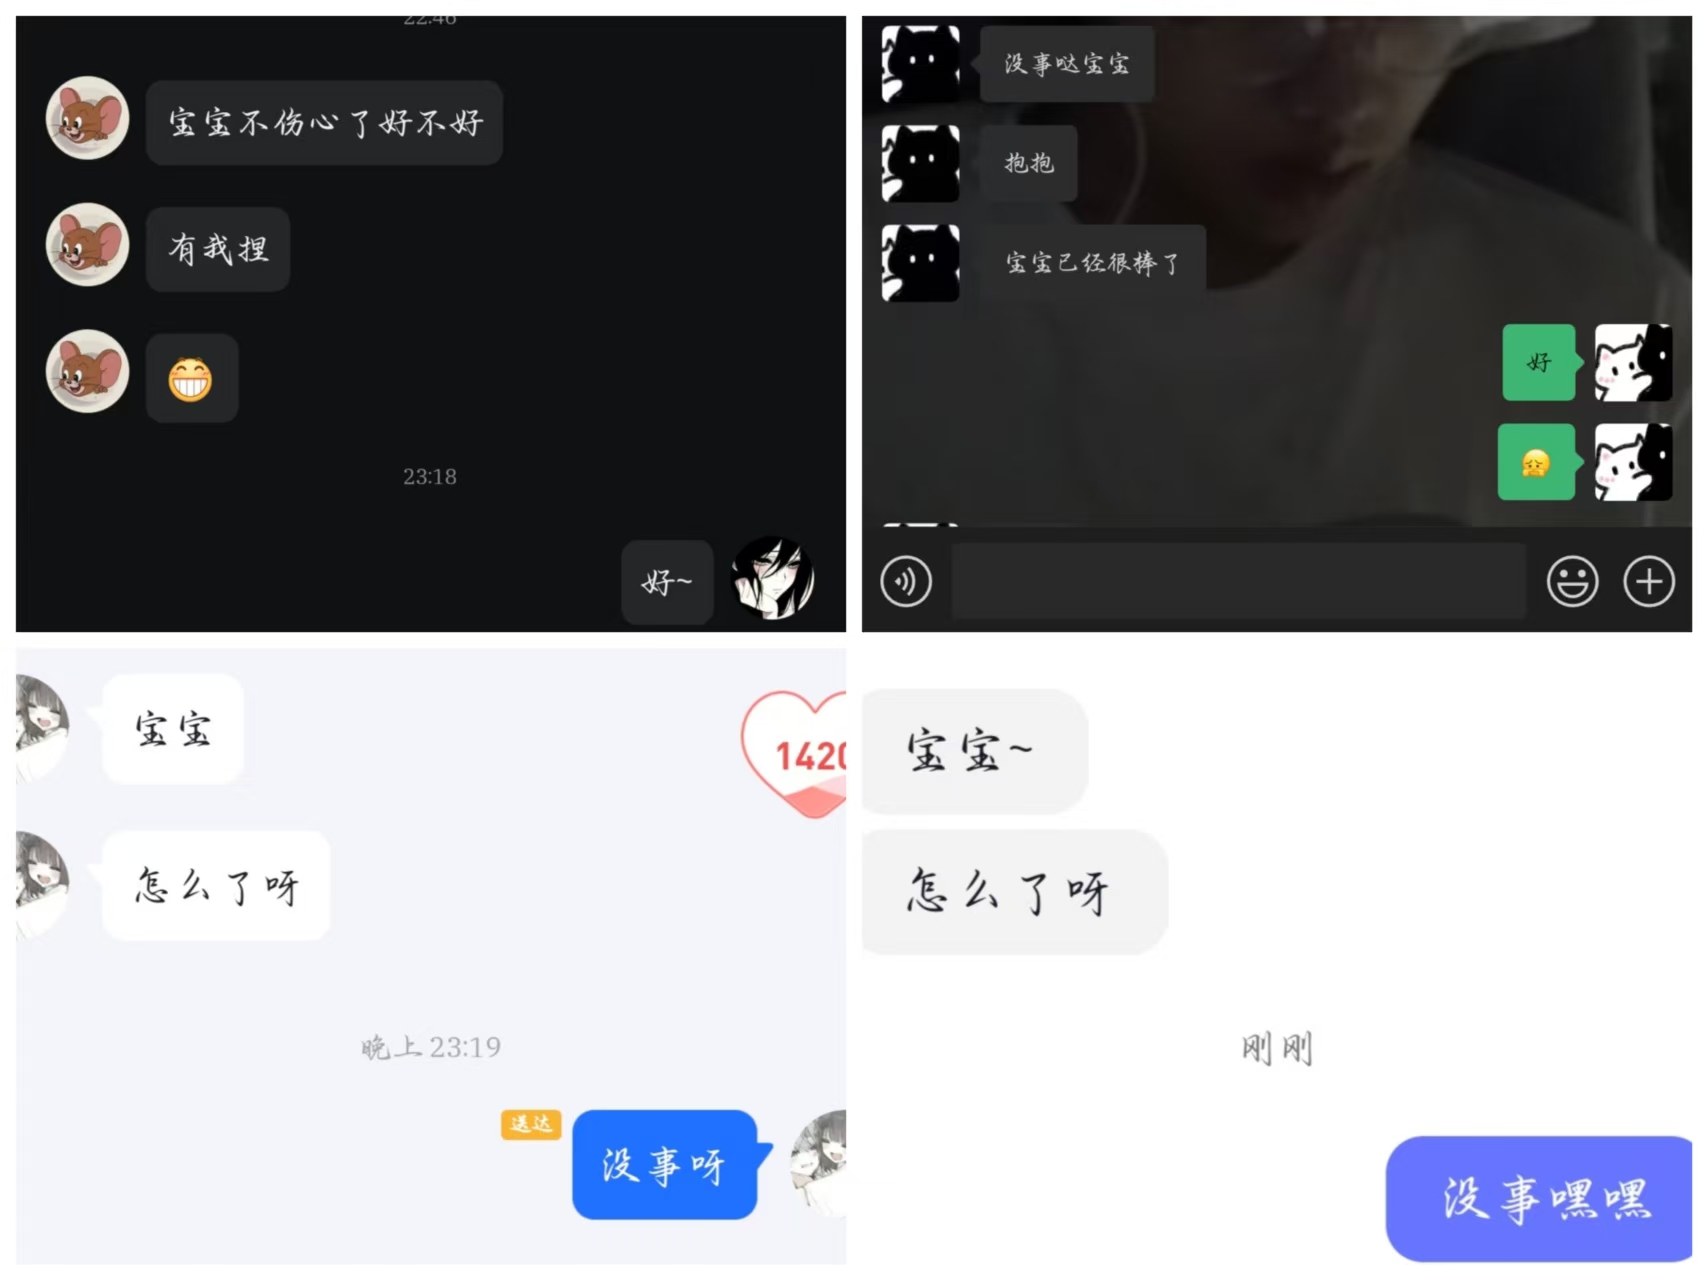 22:46
宝宝不伤心了好不好
有我捏
23:18
好~
没事哒宝宝
抱抱
宝宝已经很棒了
好
宝宝
1420
怎么了呀
晚上 23:19
送达
没事呀
宝宝~
怎么了呀
刚刚
没事嘿嘿